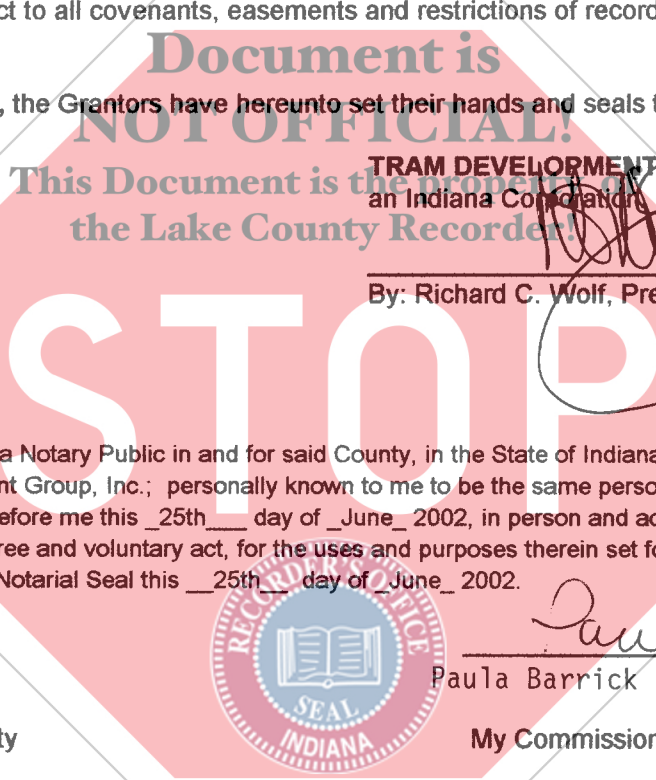 ct to all covenants, easements and restrictions of record
Document is
, the Grantors have hereunto set their hands and seals t
NOT OFFICIAL!
TRAM DEVELOPMENT
This Document is the property of
an Indiana Corporation
the Lake County Recorder!
By: Richard C. Wolf, Pre
STOP
a Notary Public in and for said County, in the State of Indiana
nt Group, Inc.; personally known to me to be the same perso
efore me this _25th___ day of _June_ 2002, in person and ac
ree and voluntary act, for the uses and purposes therein set fo
Notarial Seal this __25th__ day of _June_ 2002.
RECORDER'S OFFICE
SEAL
INDIANA
Pau
Paula Barrick
ty
My Commission